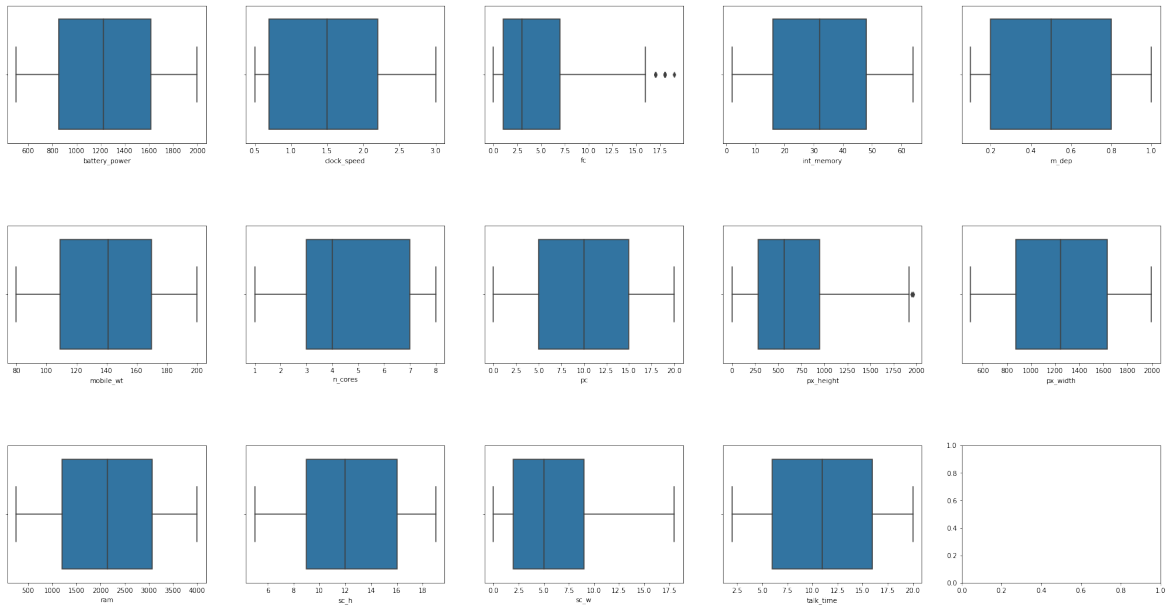 600 800 1000 1200 1400 1600 1800 2000
battery_power
0.5 1.0 1.5 2.0 2.5 3.0
clock_speed
0.0 2.5 5.0 7.5 10.0 12.5 15.0 17.5
fc
0 10 20 30 40 50 60
int_memory
0.2 0.4 0.6 0.8 1.0
m_dep
80 100 120 140 160 180 200
mobile_wt
1 2 3 4 5 6 7 8
n_cores
0.0 2.5 5.0 7.5 10.0 12.5 15.0 17.5 20.0
pc
0 250 500 750 1000 1250 1500 1750 2000
px_height
600 800 1000 1200 1400 1600 1800 2000
px_width
500 1000 1500 2000 2500 3000 3500 4000
ram
6 8 10 12 14 16 18
sc_h
0.0 2.5 5.0 7.5 10.0 12.5 15.0 17.5
sc_w
2.5 5.0 7.5 10.0 12.5 15.0 17.5 20.0
talk_time
1.0
0.8
0.6
0.4
0.2
0.0
0.0 0.2 0.4 0.6 0.8 1.0